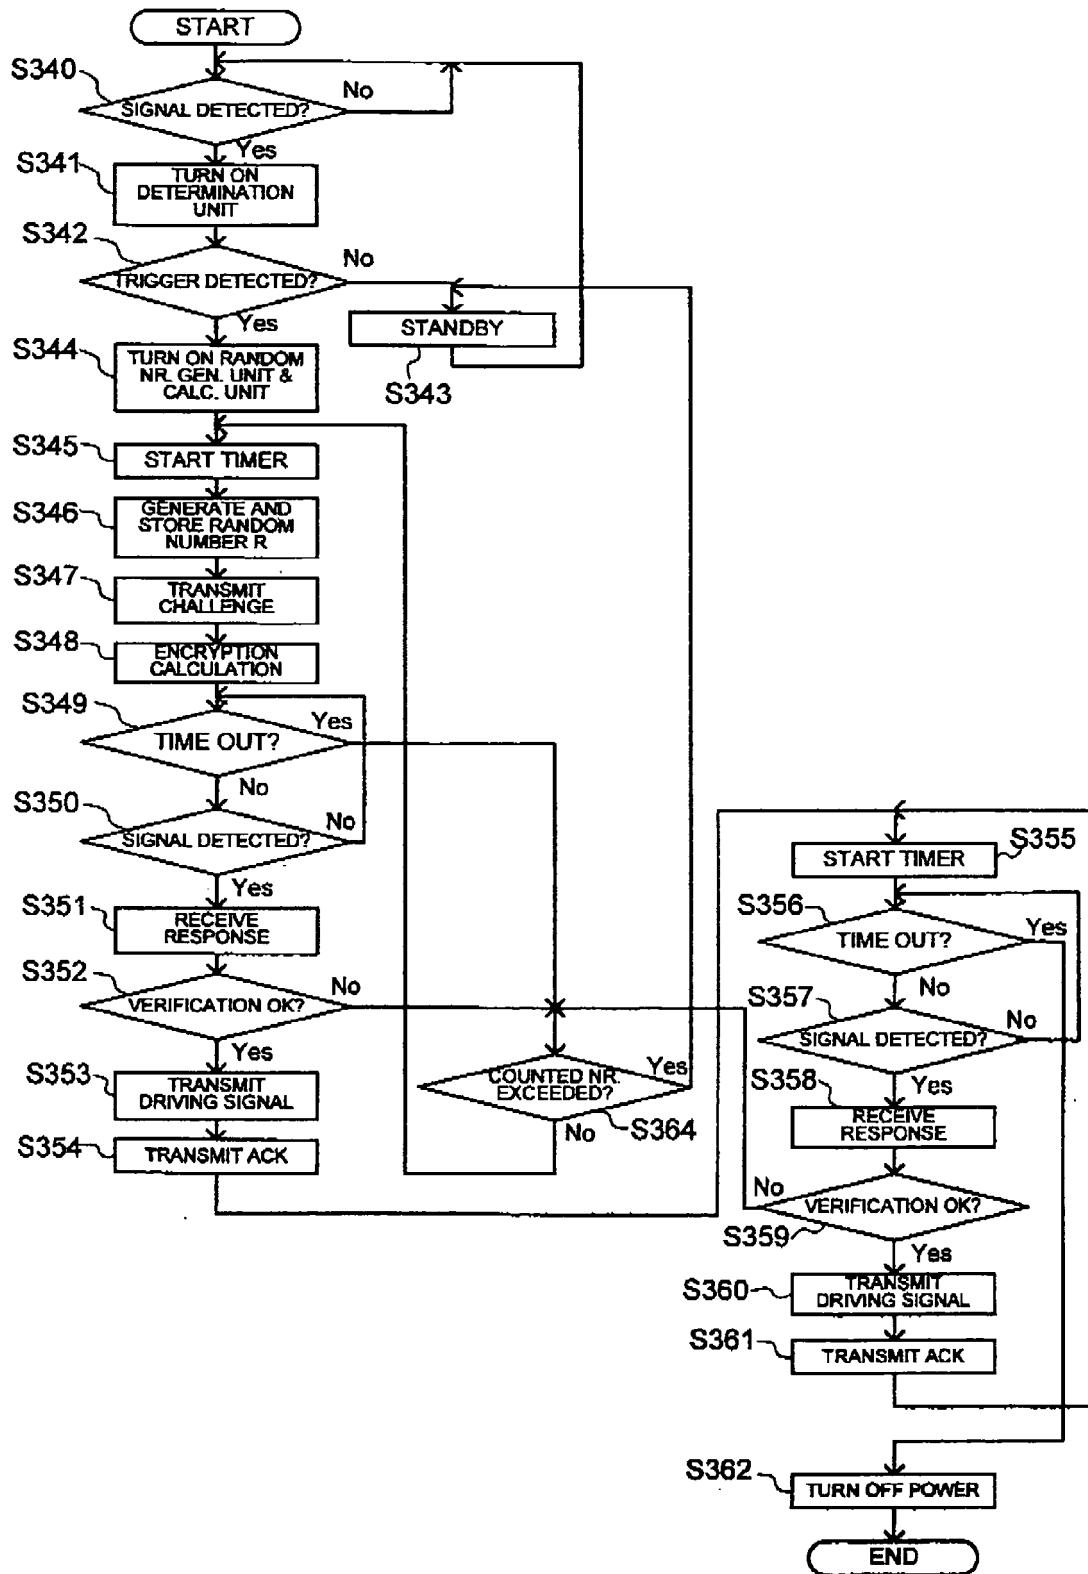 START
S340
SIGNAL DETECTED?
No
Yes
S341
TURN ON
DETERMINATION
UNIT
S342
TRIGGER DETECTED?
No
Yes
STANDBY
S343
S344
TURN ON RANDOM
NR. GEN. UNIT &
CALC. UNIT
S345
START TIMER
S346
GENERATE AND
STORE RANDOM
NUMBER R
S347
TRANSMIT
CHALLENGE
S348
ENCRYPTION
CALCULATION
S349
TIME OUT?
Yes
No
S350
SIGNAL DETECTED?
No
Yes
S351
RECEIVE
RESPONSE
S352
VERIFICATION OK?
No
Yes
S353
TRANSMIT
DRIVING SIGNAL
S354
TRANSMIT ACK
COUNTED NR.
EXCEEDED?
Yes
S364
No
START TIMER
S355
S356
TIME OUT?
Yes
No
S357
SIGNAL DETECTED?
No
Yes
S358
RECEIVE
RESPONSE
No
VERIFICATION OK?
S359
Yes
S360
TRANSMIT
DRIVING SIGNAL
S361
TRANSMIT ACK
S362
TURN OFF POWER
END